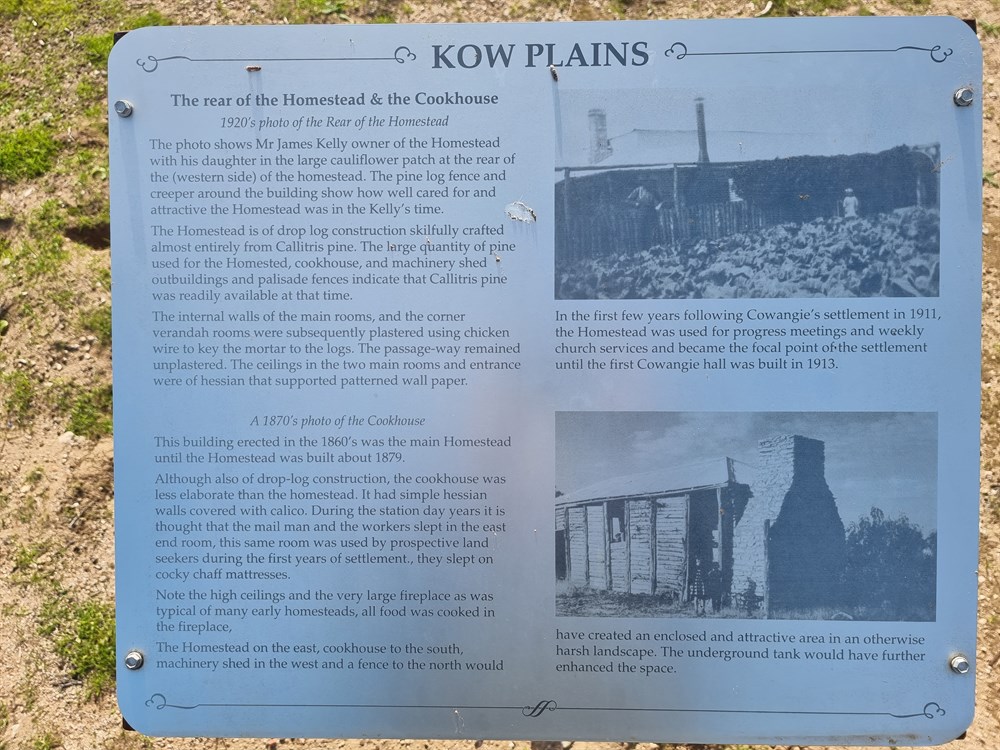 KOW PLAINS
The rear of the Homestead & the Cookhouse
1920's photo of the Rear of the Homestead
The photo shows Mr James Kelly owner of the Homestead
with his daughter in the large cauliflower patch at the rear of
the (western side) of the homestead. The pine log fence and
creeper around the building show how well cared for and
attractive the Homestead was in the Kelly's time.
The Homestead is of drop log construction skilfully crafted
almost entirely from Callitris pine. The large quantity of pine
used for the Homested, cookhouse, and machinery shed
outbuildings and palisade fences indicate that Callitris pine
was readily available at that time.
The internal walls of the main rooms, and the corner
verandah rooms were subsequently plastered using chicken
wire to key the mortar to the logs. The passage-way remained
unplastered. The ceilings in the two main rooms and entrance
were of hessian that supported patterned wall paper.
In the first few years following Cowangie's settlement in 1911,
the Homestead was used for progress meetings and weekly
church services and became the focal point of the settlement
until the first Cowangie hall was built in 1913.
A 1870's photo of the Cookhouse
This building erected in the 1860's was the main Homestead
until the Homestead was built about 1879.
Although also of drop-log construction, the cookhouse was
less elaborate than the homestead. It had simple hessian
walls covered with calico. During the station day years it is
thought that the mail man and the workers slept in the east
end room, this same room was used by prospective land
seekers during the first years of settlement., they slept on
cocky chaff mattresses.
Note the high ceilings and the very large fireplace as was
typical of many early homesteads, all food was cooked in
the fireplace,
The Homestead on the east, cookhouse to the south,
machinery shed in the west and a fence to the north would
have created an enclosed and attractive area in an otherwise
harsh landscape. The underground tank would have further
enhanced the space.